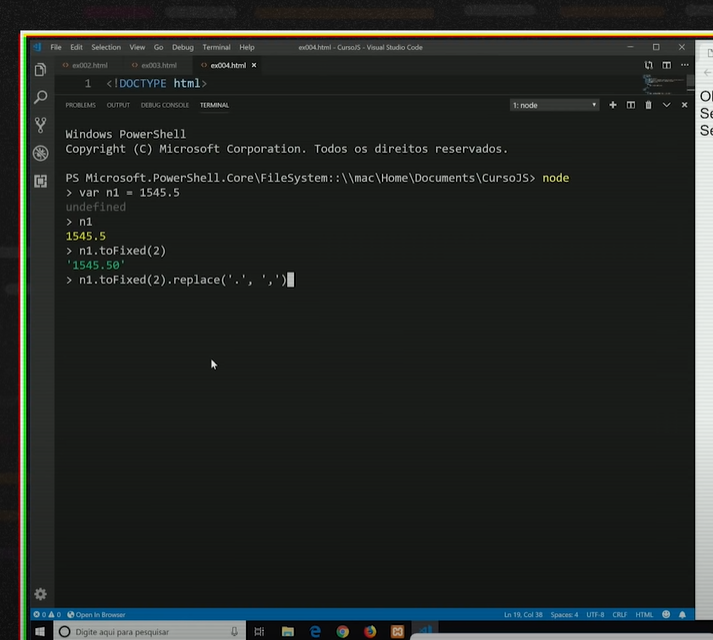 File Edit Selection View Go Debug Terminal Help ex004.html - CursoJS - Visual Studio Code
ex002.html ex003.html ex004.html
1 <!DOCTYPE html>
PROBLEMS OUTPUT DEBUG CONSOLE TERMINAL 1: node
Windows PowerShell
Copyright (C) Microsoft Corporation. Todos os direitos reservados.
PS Microsoft.PowerShell.Core\FileSystem::\\mac\Home\Documents\CursoJS> node
> var n1 = 1545.5
undefined
> n1
1545.5
> n1.toFixed(2)
'1545.50'
> n1.toFixed(2).replace('.', ',')
0 0 Open In Browser Ln 19, Col 38 Spaces: 4 UTF-8 CRLF HTML
Digite aqui para pesquisar